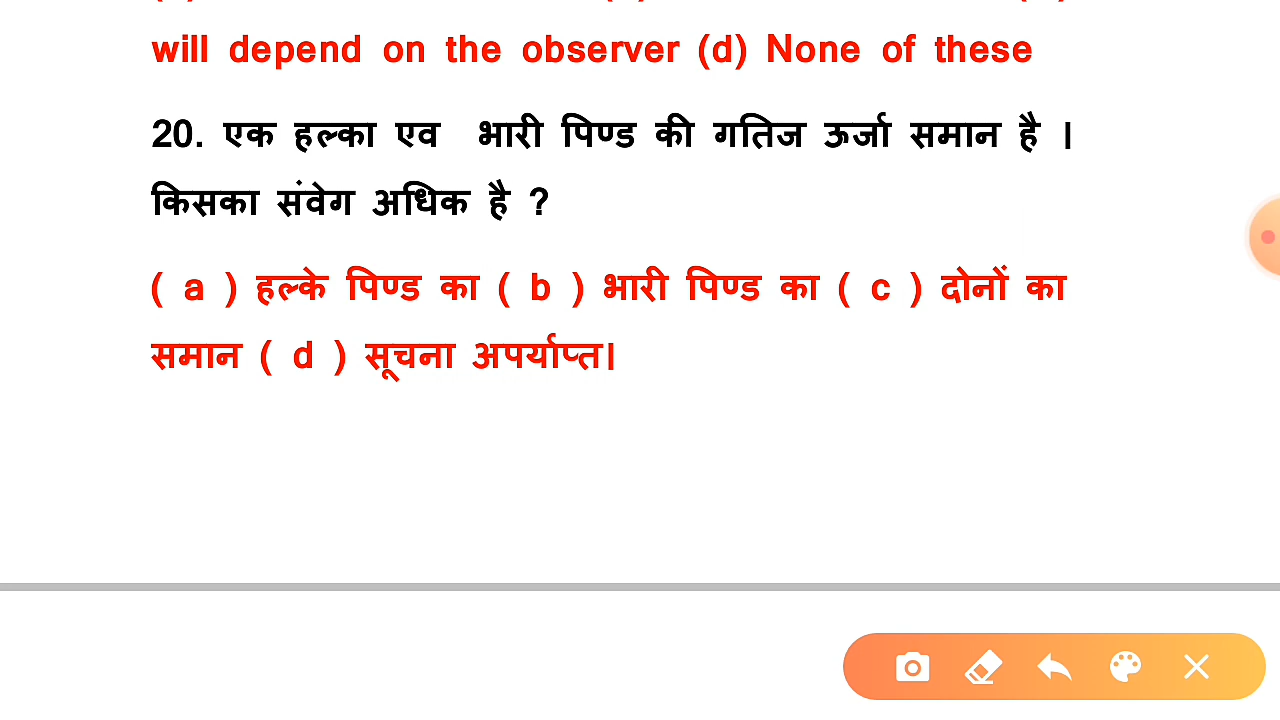 will depend on the observer (d) None of these
20. एक हल्का एव भारी पिण्ड की गतिज ऊर्जा समान है ।
किसका संवेग अधिक है ?
( a ) हल्के पिण्ड का ( b ) भारी पिण्ड का ( c ) दोनों का
समान ( d ) सूचना अपर्याप्त।